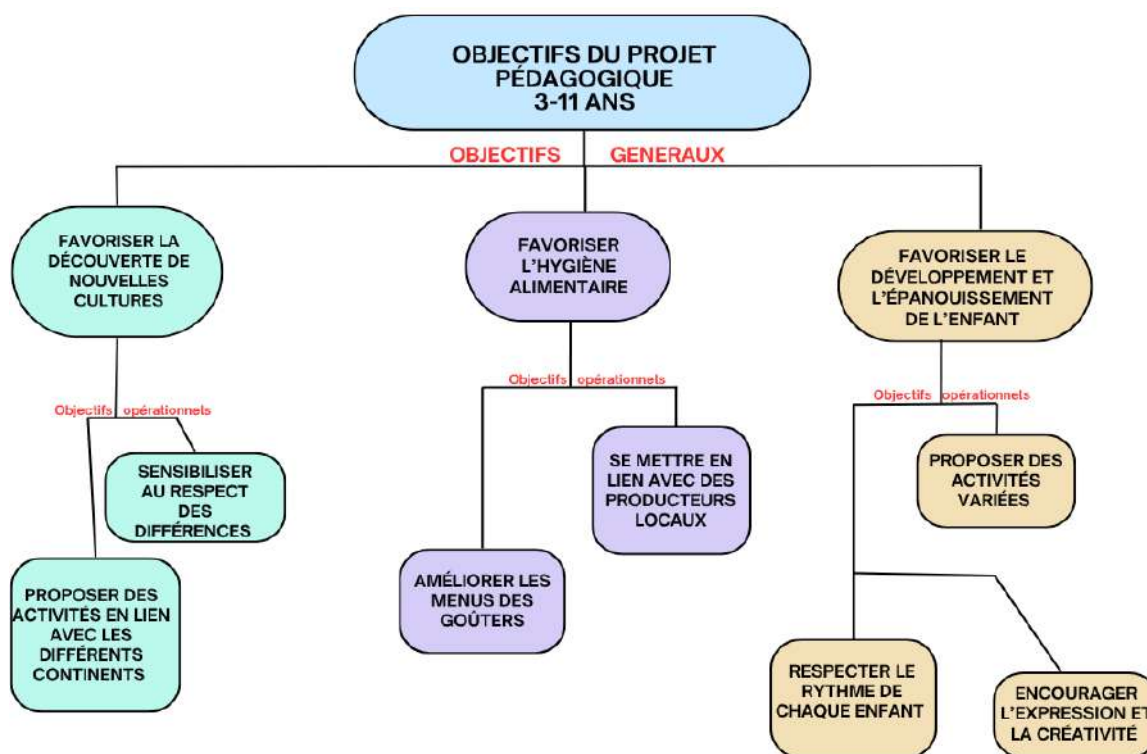 OBJECTIFS DU PROJET
PÉDAGOGIQUE
3-11 ANS
OBJECTIFS GENERAUX
FAVORISER LA
DÉCOUVERTE DE
NOUVELLES
CULTURES
FAVORISER
L'HYGIÈNE
ALIMENTAIRE
FAVORISER LE
DÉVELOPPEMENT ET
L'ÉPANOUISSEMENT
DE L'ENFANT
Objectifs opérationnels
Objectifs opérationnels
Objectifs opérationnels
SENSIBILISER
AU RESPECT
DES
DIFFÉRENCES
PROPOSER DES
ACTIVITÉS EN LIEN
AVEC LES
DIFFÉRENTS
CONTINENTS
SE METTRE EN
LIEN AVEC DES
PRODUCTEURS
LOCAUX
AMÉLIORER LES
MENUS DES
GOÛTERS
PROPOSER DES
ACTIVITÉS
VARIÉES
RESPECTER LE
RYTHME DE
CHAQUE ENFANT
ENCOURAGER
L'EXPRESSION ET
LA CRÉATIVITÉ